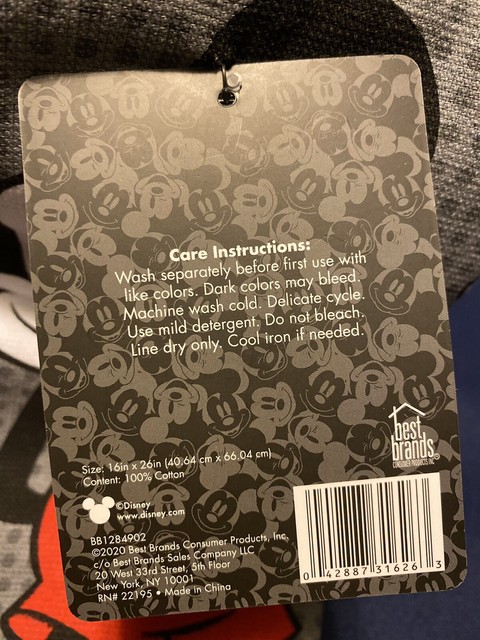 Care Instructions:
Wash separately before first use with
like colors. Dark colors may bleed.
Machine wash cold. Delicate cycle.
Use mild detergent. Do not bleach.
Line dry only. Cool iron if needed.
best
brands®
CONSUMER PRODUCTS INC
Size: 16in x 26in (40.64 cm x 66.04 cm)
Content: 100% Cotton
©Disney
www.disney.com
BB1284902
©2020 Best Brands Consumer Products, Inc.
c/o Best Brands Sales Company LLC
20 West 33rd Street, 5th Floor
New York, NY 10001
RN# 22195 • Made in China
0 42887 31626 3